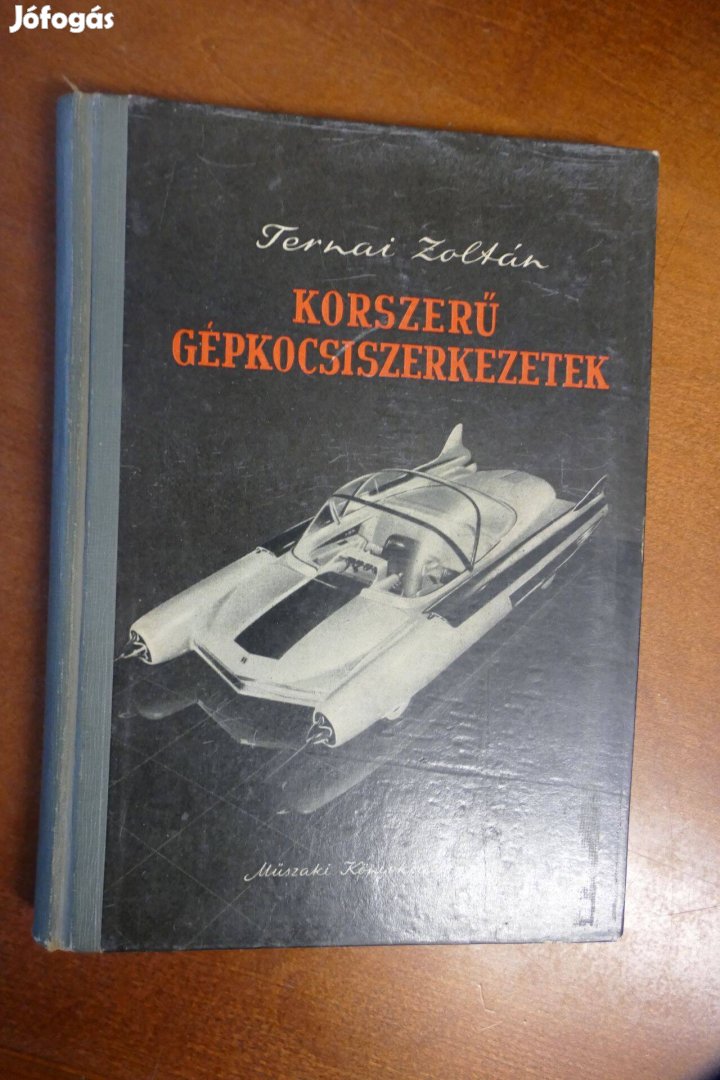 Jófogás
Ternai Zoltán
KORSZERŰ
GÉPKOCSISZERKEZETEK
Műszaki